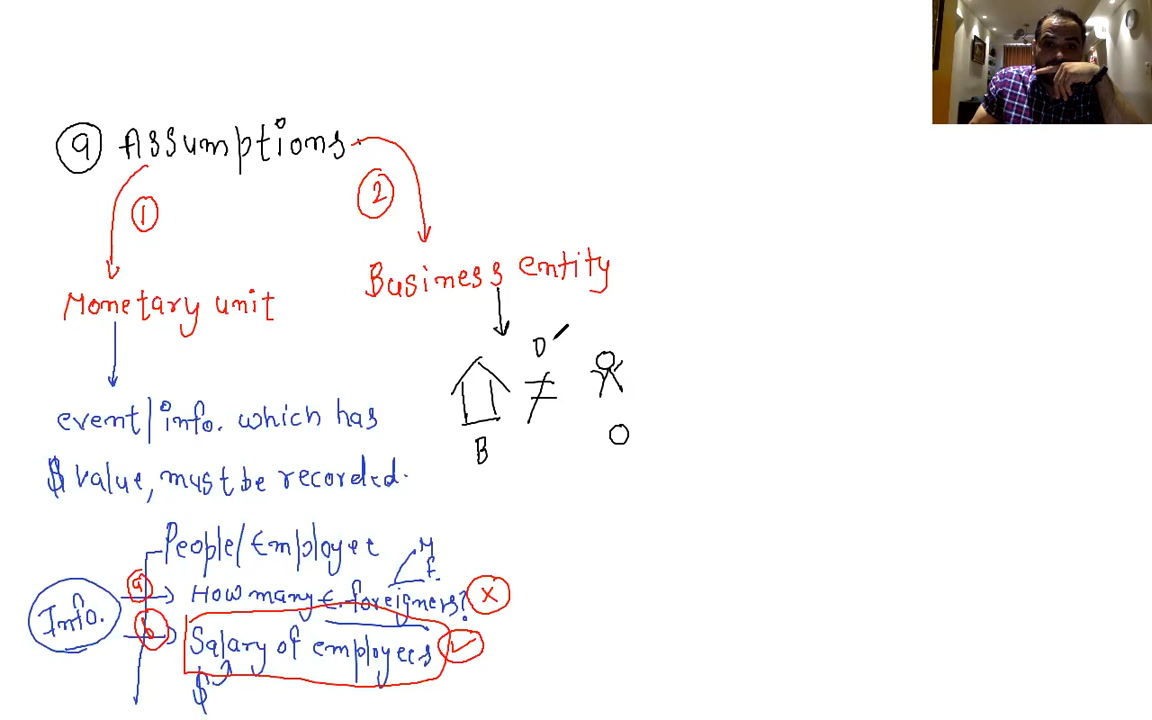 9 Assumptions
1
2
Monetary unit
Business entity
event/info. which has
$ value, must be recorded.
D
≠
B
O
People/Employee
M
F.
Info.
a
How many E. foreigners? X
b
Salary of employees ✓
$